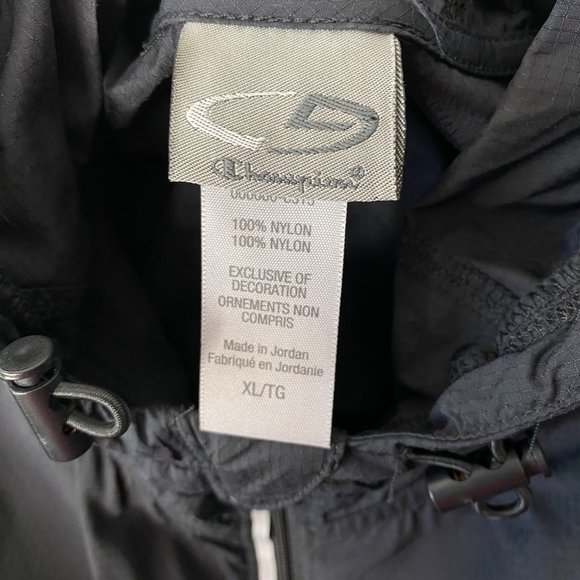 Champion
100% NYLON
100% NYLON
EXCLUSIVE OF
DECORATION
ORNEMENTS NON
COMPRIS
Made in Jordan
Fabriqué en Jordanie
XL/TG